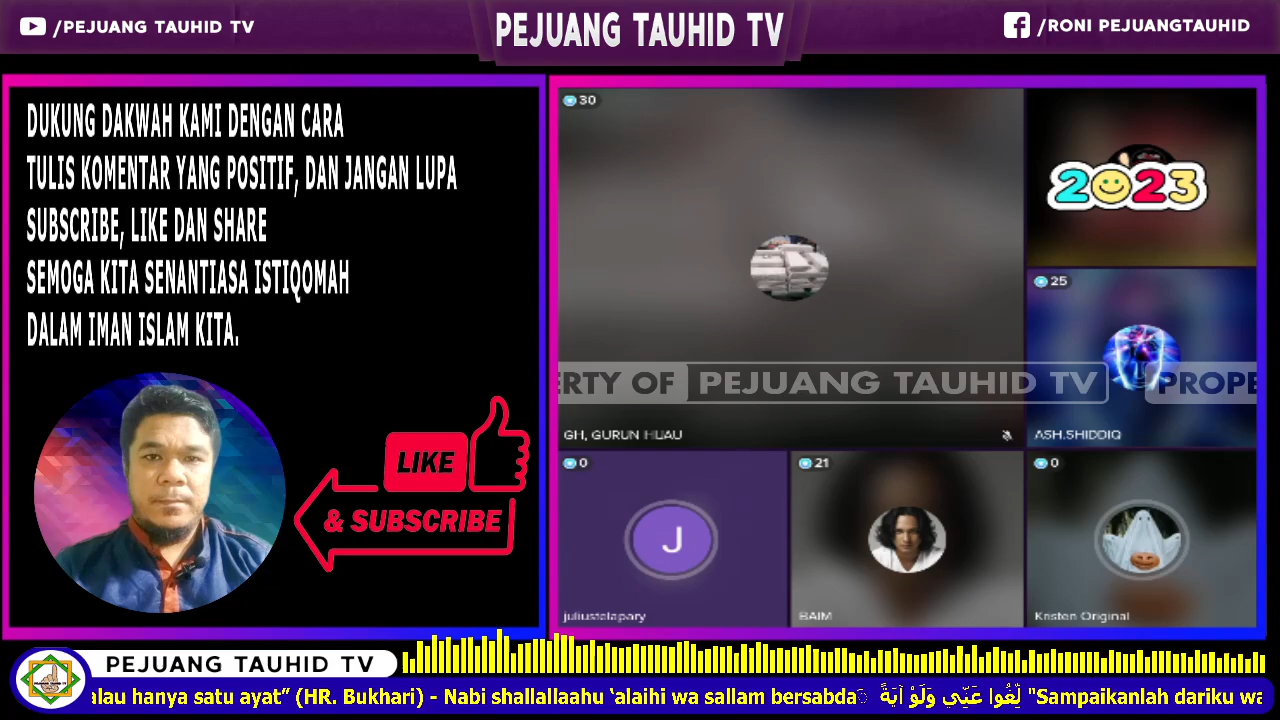 /PEJUANG TAUHID TV
PEJUANG TAUHID TV
/RONI PEJUANGTAUHID
DUKUNG DAKWAH KAMI DENGAN CARA
TULIS KOMENTAR YANG POSITIF, DAN JANGAN LUPA
SUBSCRIBE, LIKE DAN SHARE
SEMOGA KITA SENANTIASA ISTIQOMAH
DALAM IMAN ISLAM KITA.
LIKE
& SUBSCRIBE
30
2023
25
ERTY OF PEJUANG TAUHID TV PROPE
GH, GURUN HIJAU
ASH.SHIDDIQ
0
21
0
J
juliustelapary
BAIM
Kristen Original
PEJUANG TAUHID TV
alau hanya satu ayat” (HR. Bukhari) - Nabi shallallaahu ‘alaihi wa sallam bersabda لِّغُوا عَنِّي وَلَوْ آيَةً "Sampaikanlah dariku wa